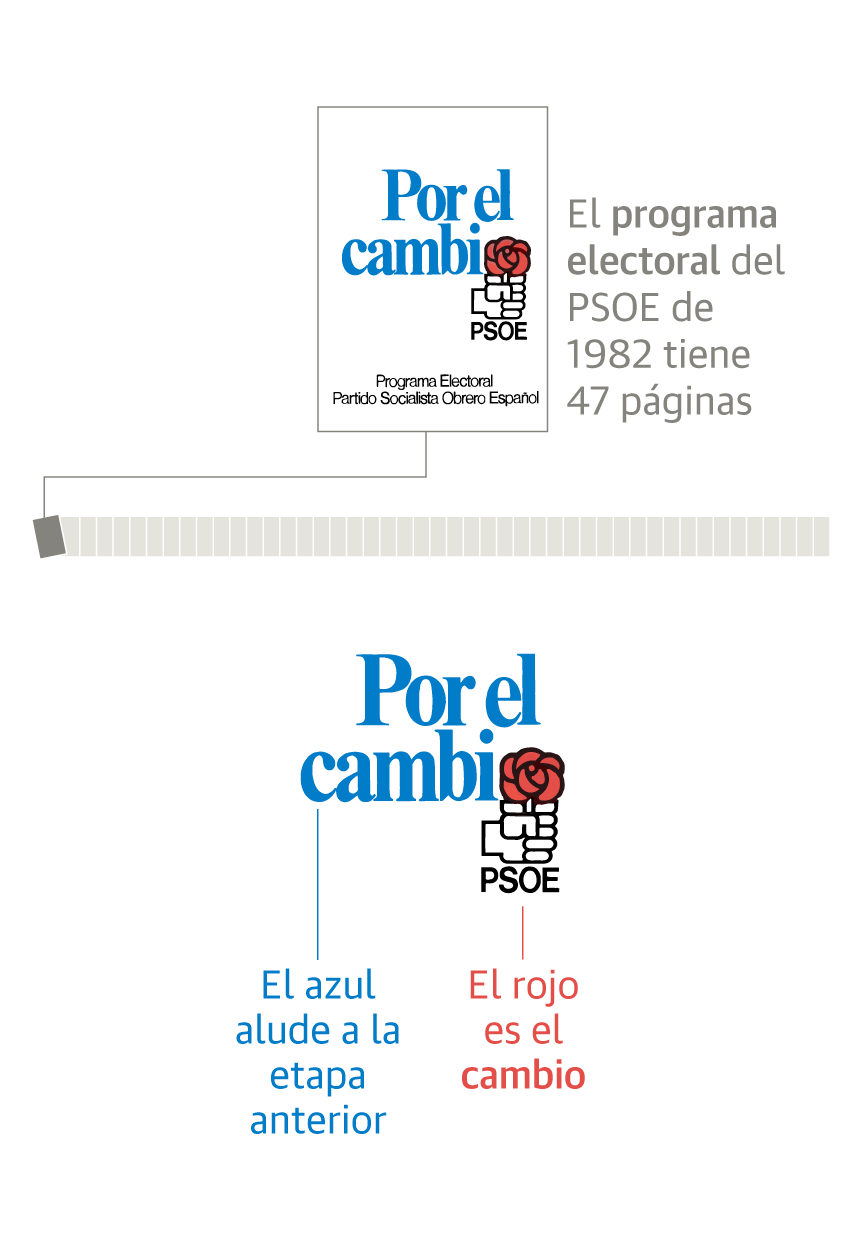 Por el
cambio
PSOE
Programa Electoral
Partido Socialista Obrero Español
El programa
electoral del
PSOE de
1982 tiene
47 páginas
Por el
cambio
PSOE
El azul
alude a la
etapa
anterior
El rojo
es el
cambio